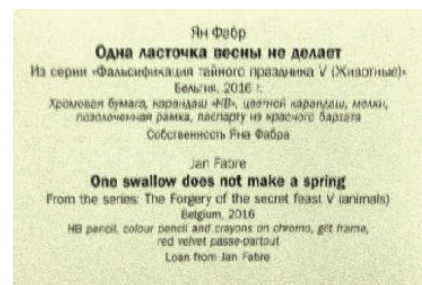 Ян Фабр
Одна ласточка весны не делает
Из серии «Фальсификация тайного праздника V (Животные)»
Бельгия, 2016 г.
Хромовая бумага, карандаш «НВ», цветной карандаш, мелки,
позолоченная рамка, паспарту из красного бархата
Собственность Яна Фабра
Jan Fabre
One swallow does not make a spring
From the series: The Forgery of the secret feast V (animals)
Belgium, 2016
HB pencil, colour pencil and crayons on chromo, gilt frame,
red velvet passe-partout
Loan from Jan Fabre